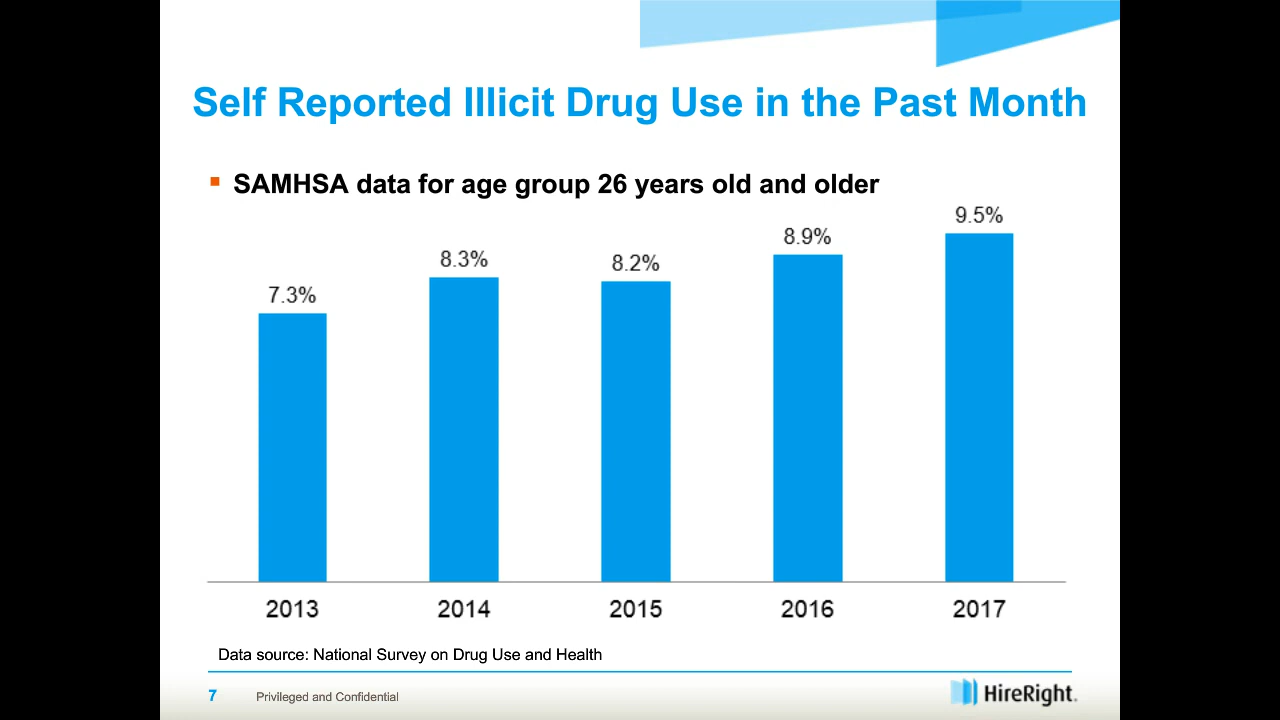 Self Reported Illicit Drug Use in the Past Month
▪ SAMHSA data for age group 26 years old and older
7.3%
8.3%
8.2%
8.9%
9.5%
2013 2014 2015 2016 2017
Data source: National Survey on Drug Use and Health
7 Privileged and Confidential
HireRight.